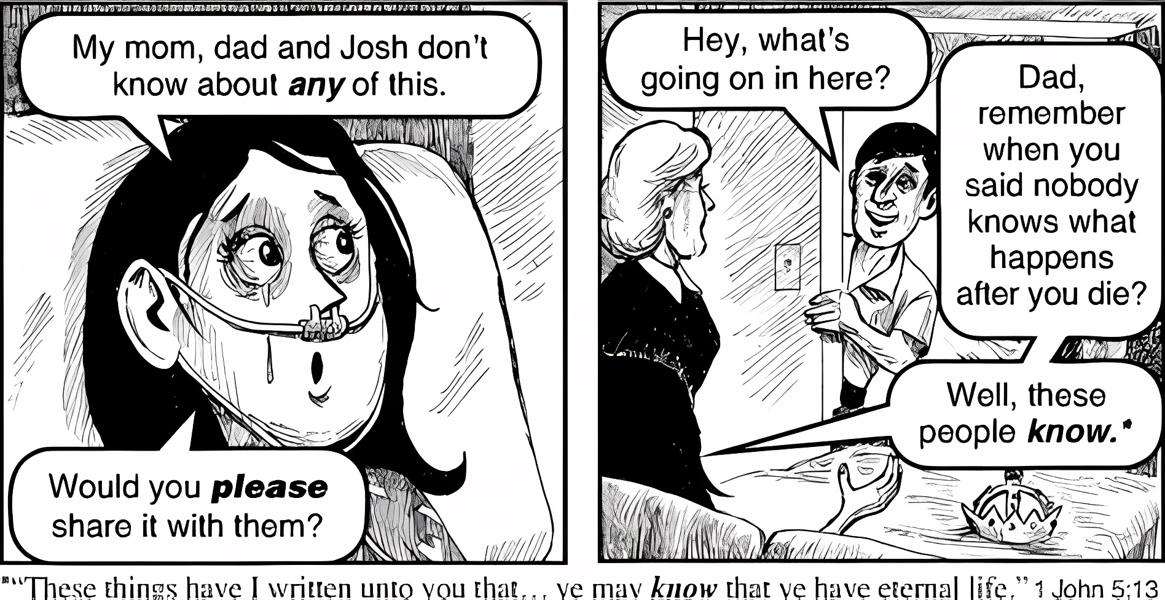 My mom, dad and Josh don't
know about any of this.
Would you please
share it with them?
Hey, what's
going on in here?
Dad,
remember
when you
said nobody
knows what
happens
after you die?
Well, these
people know.*
*“These things have I written unto you that... ye may know that ye have eternal life.” 1 John 5:13